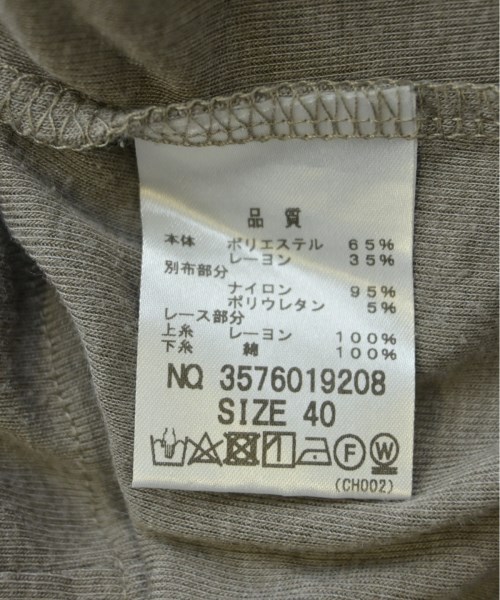 品質
本体 ポリエステル 65%
レーヨン 35%
別布部分
ナイロン 95%
ポリウレタン 5%
レース部分
上糸 レーヨン 100%
下糸 綿 100%
NO. 3576019208
SIZE 40
F W
(CH002)